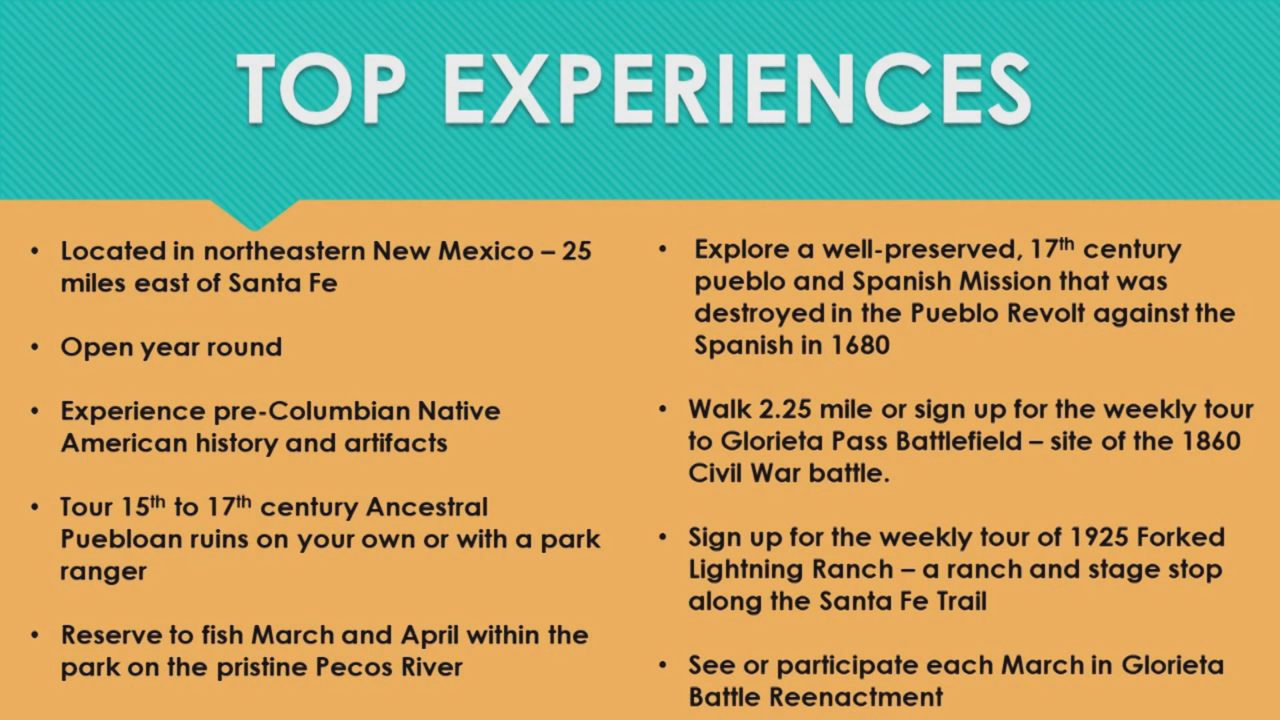 TOP EXPERIENCES
• Located in northeastern New Mexico – 25
miles east of Santa Fe
• Open year round
• Experience pre-Columbian Native
American history and artifacts
• Tour 15th to 17th century Ancestral
Puebloan ruins on your own or with a park
ranger
• Reserve to fish March and April within the
park on the pristine Pecos River
• Explore a well-preserved, 17th century
pueblo and Spanish Mission that was
destroyed in the Pueblo Revolt against the
Spanish in 1680
• Walk 2.25 mile or sign up for the weekly tour
to Glorieta Pass Battlefield – site of the 1860
Civil War battle.
• Sign up for the weekly tour of 1925 Forked
Lightning Ranch – a ranch and stage stop
along the Santa Fe Trail
• See or participate each March in Glorieta
Battle Reenactment